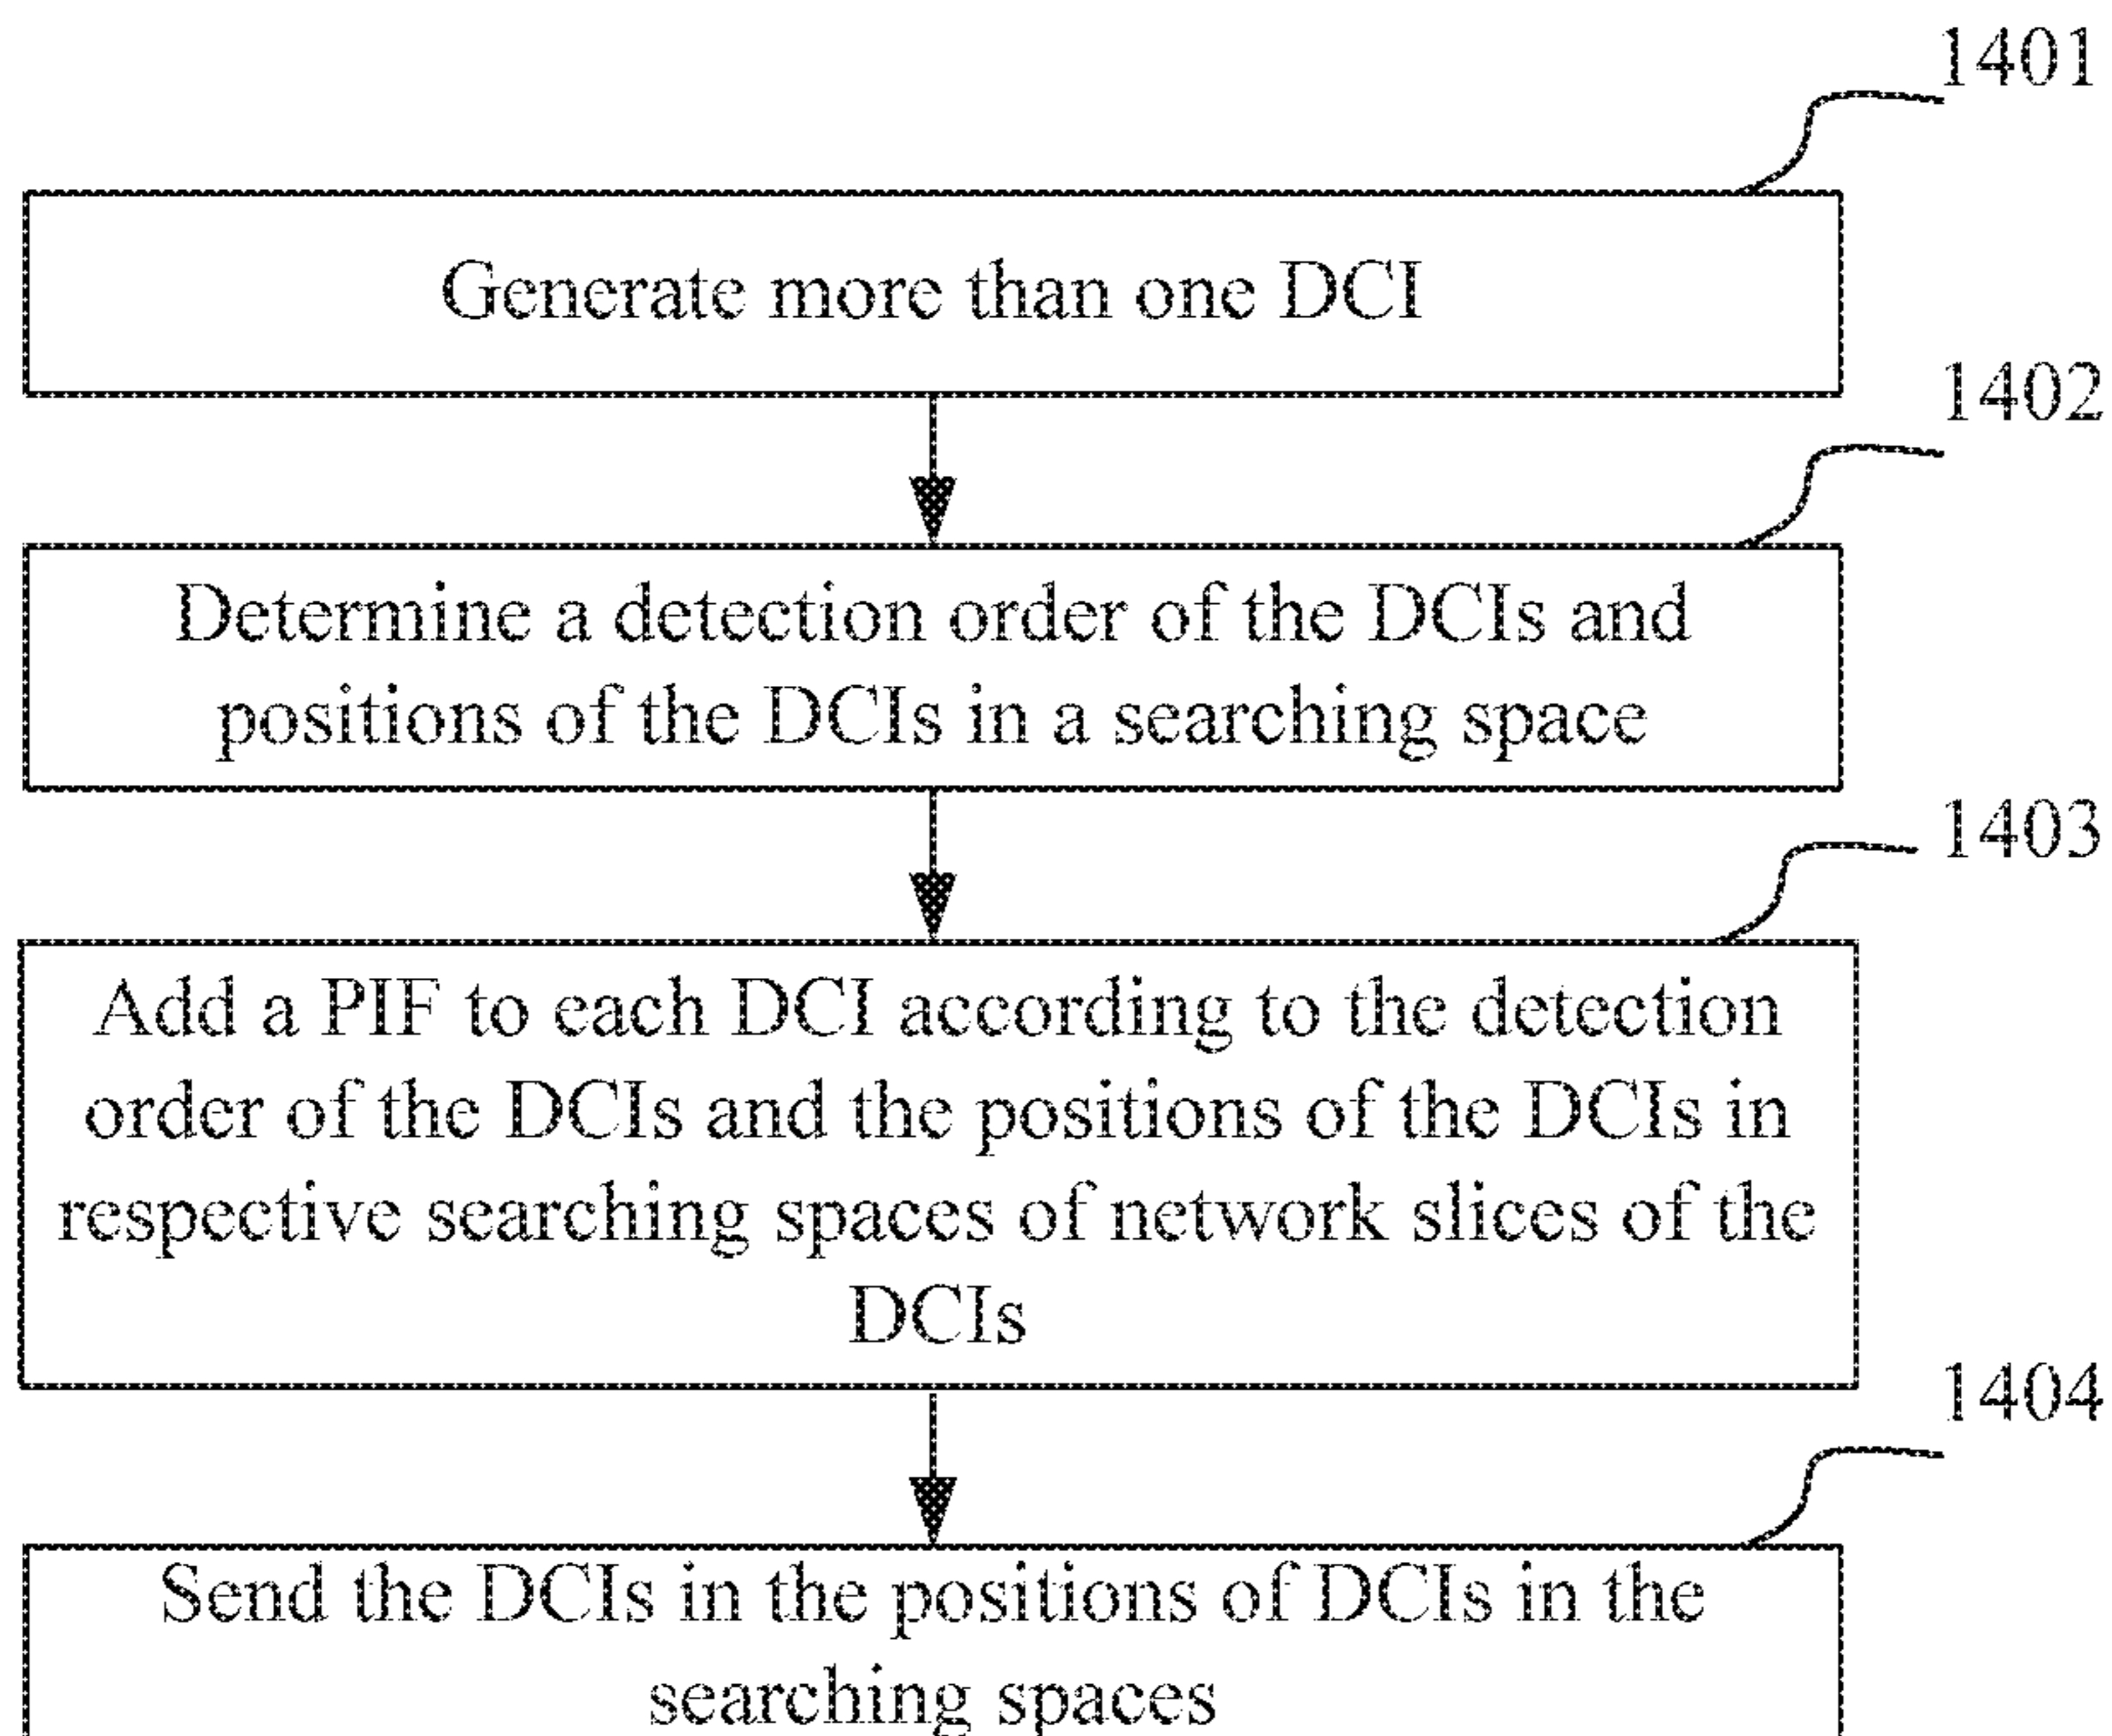 1401
Generate more than one DCI
1402
Determine a detection order of the DCIs and
positions of the DCIs in a searching space
1403
Add a PIF to each DCI according to the detection
order of the DCIs and the positions of the DCIs in
respective searching spaces of network slices of the
DCIs
1404
Send the DCIs in the positions of DCIs in the
searching spaces